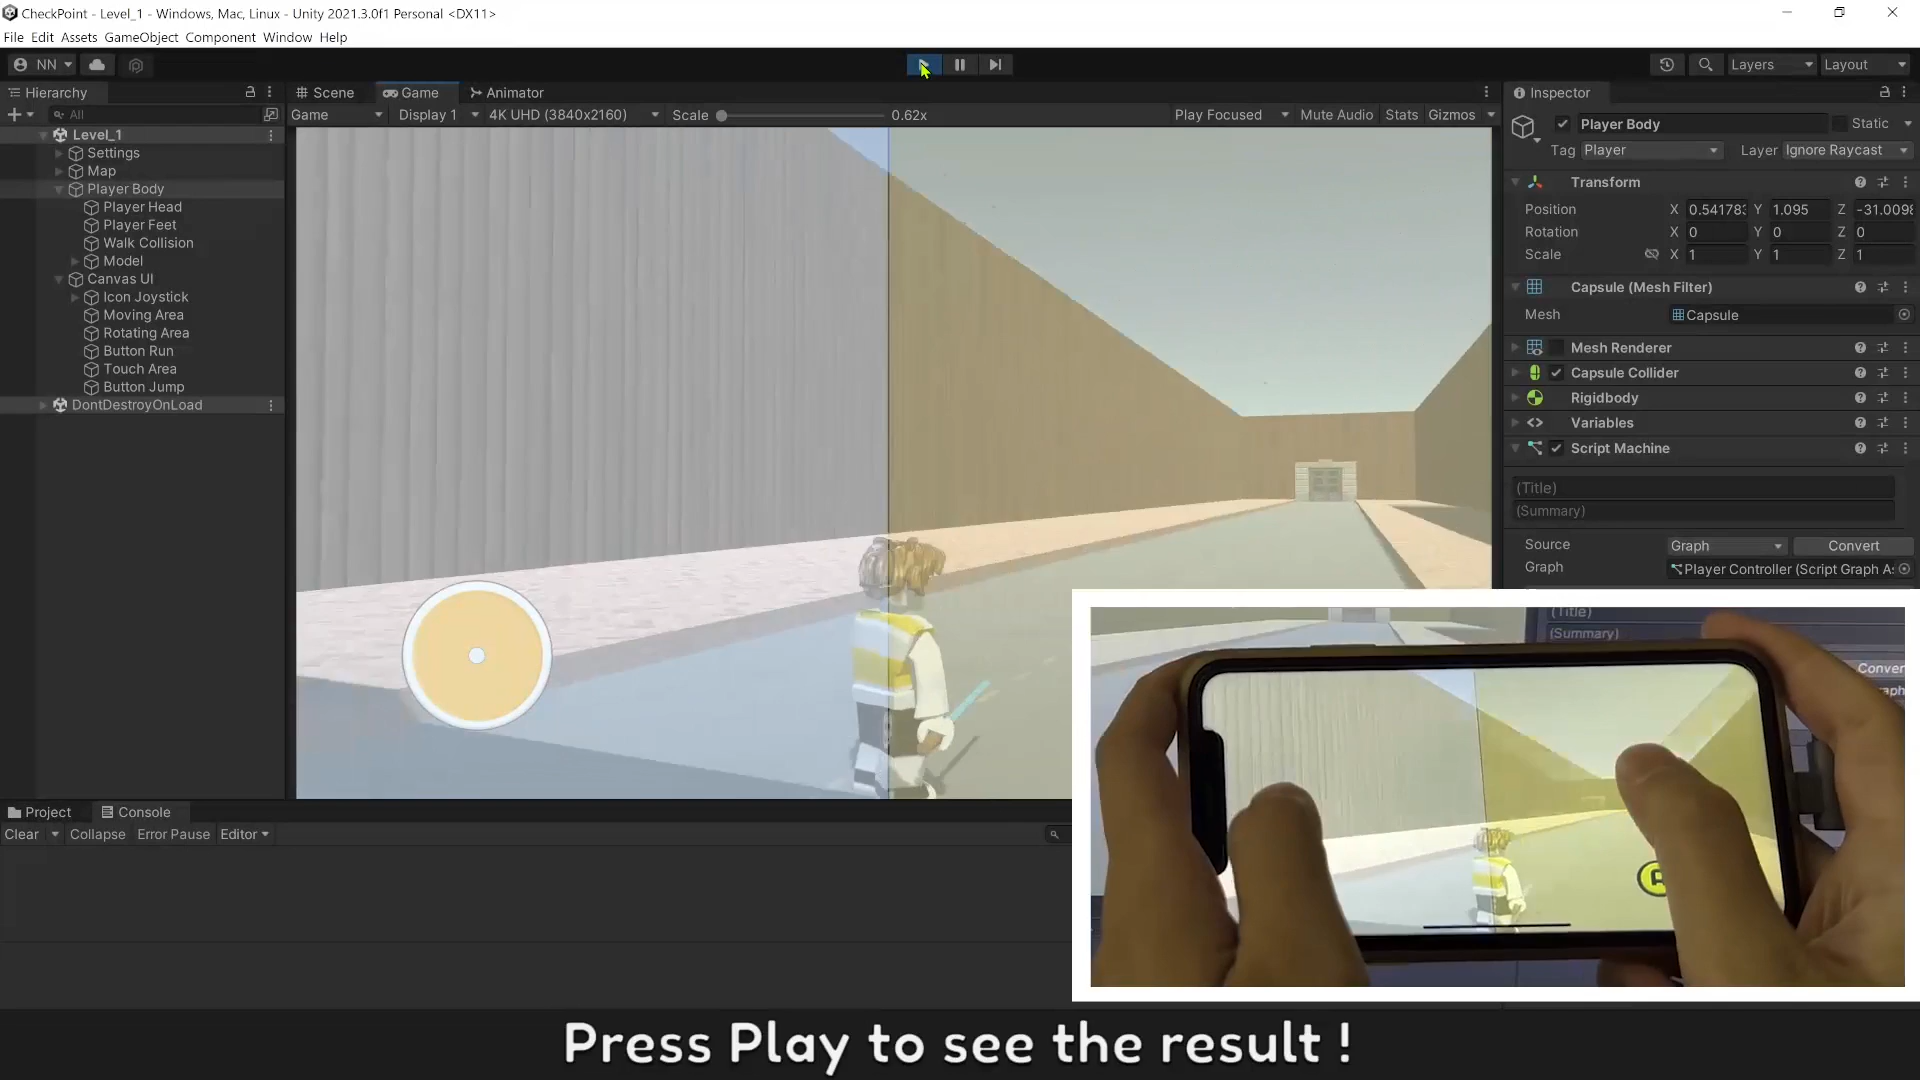 CheckPoint - Level_1 - Windows, Mac, Linux - Unity 2021.3.0f1 Personal <DX11>
File Edit Assets GameObject Component Window Help
NN Layers Layout
Hierarchy Scene Game Animator Inspector
All Game Display 1 4K UHD (3840x2160) Scale 0.62x Play Focused Mute Audio Stats Gizmos
Level_1
Settings
Map
Player Body
Player Head
Player Feet
Walk Collision
Model
Canvas UI
Icon Joystick
Moving Area
Rotating Area
Button Run
Touch Area
Button Jump
DontDestroyOnLoad
Player Body Static
Tag Player Layer Ignore Raycast
Transform
Position X 0.54178 Y 1.095 Z -31.009
Rotation X 0 Y 0 Z 0
Scale X 1 Y 1 Z 1
Capsule (Mesh Filter)
Mesh Capsule
Mesh Renderer
Capsule Collider
Rigidbody
Variables
Script Machine
(Title)
(Summary)
Source Graph Convert
Graph Player Controller (Script Graph As
(Title)
(Summary)
Conver
raph
Project Console
Clear Collapse Error Pause Editor
Press Play to see the result !